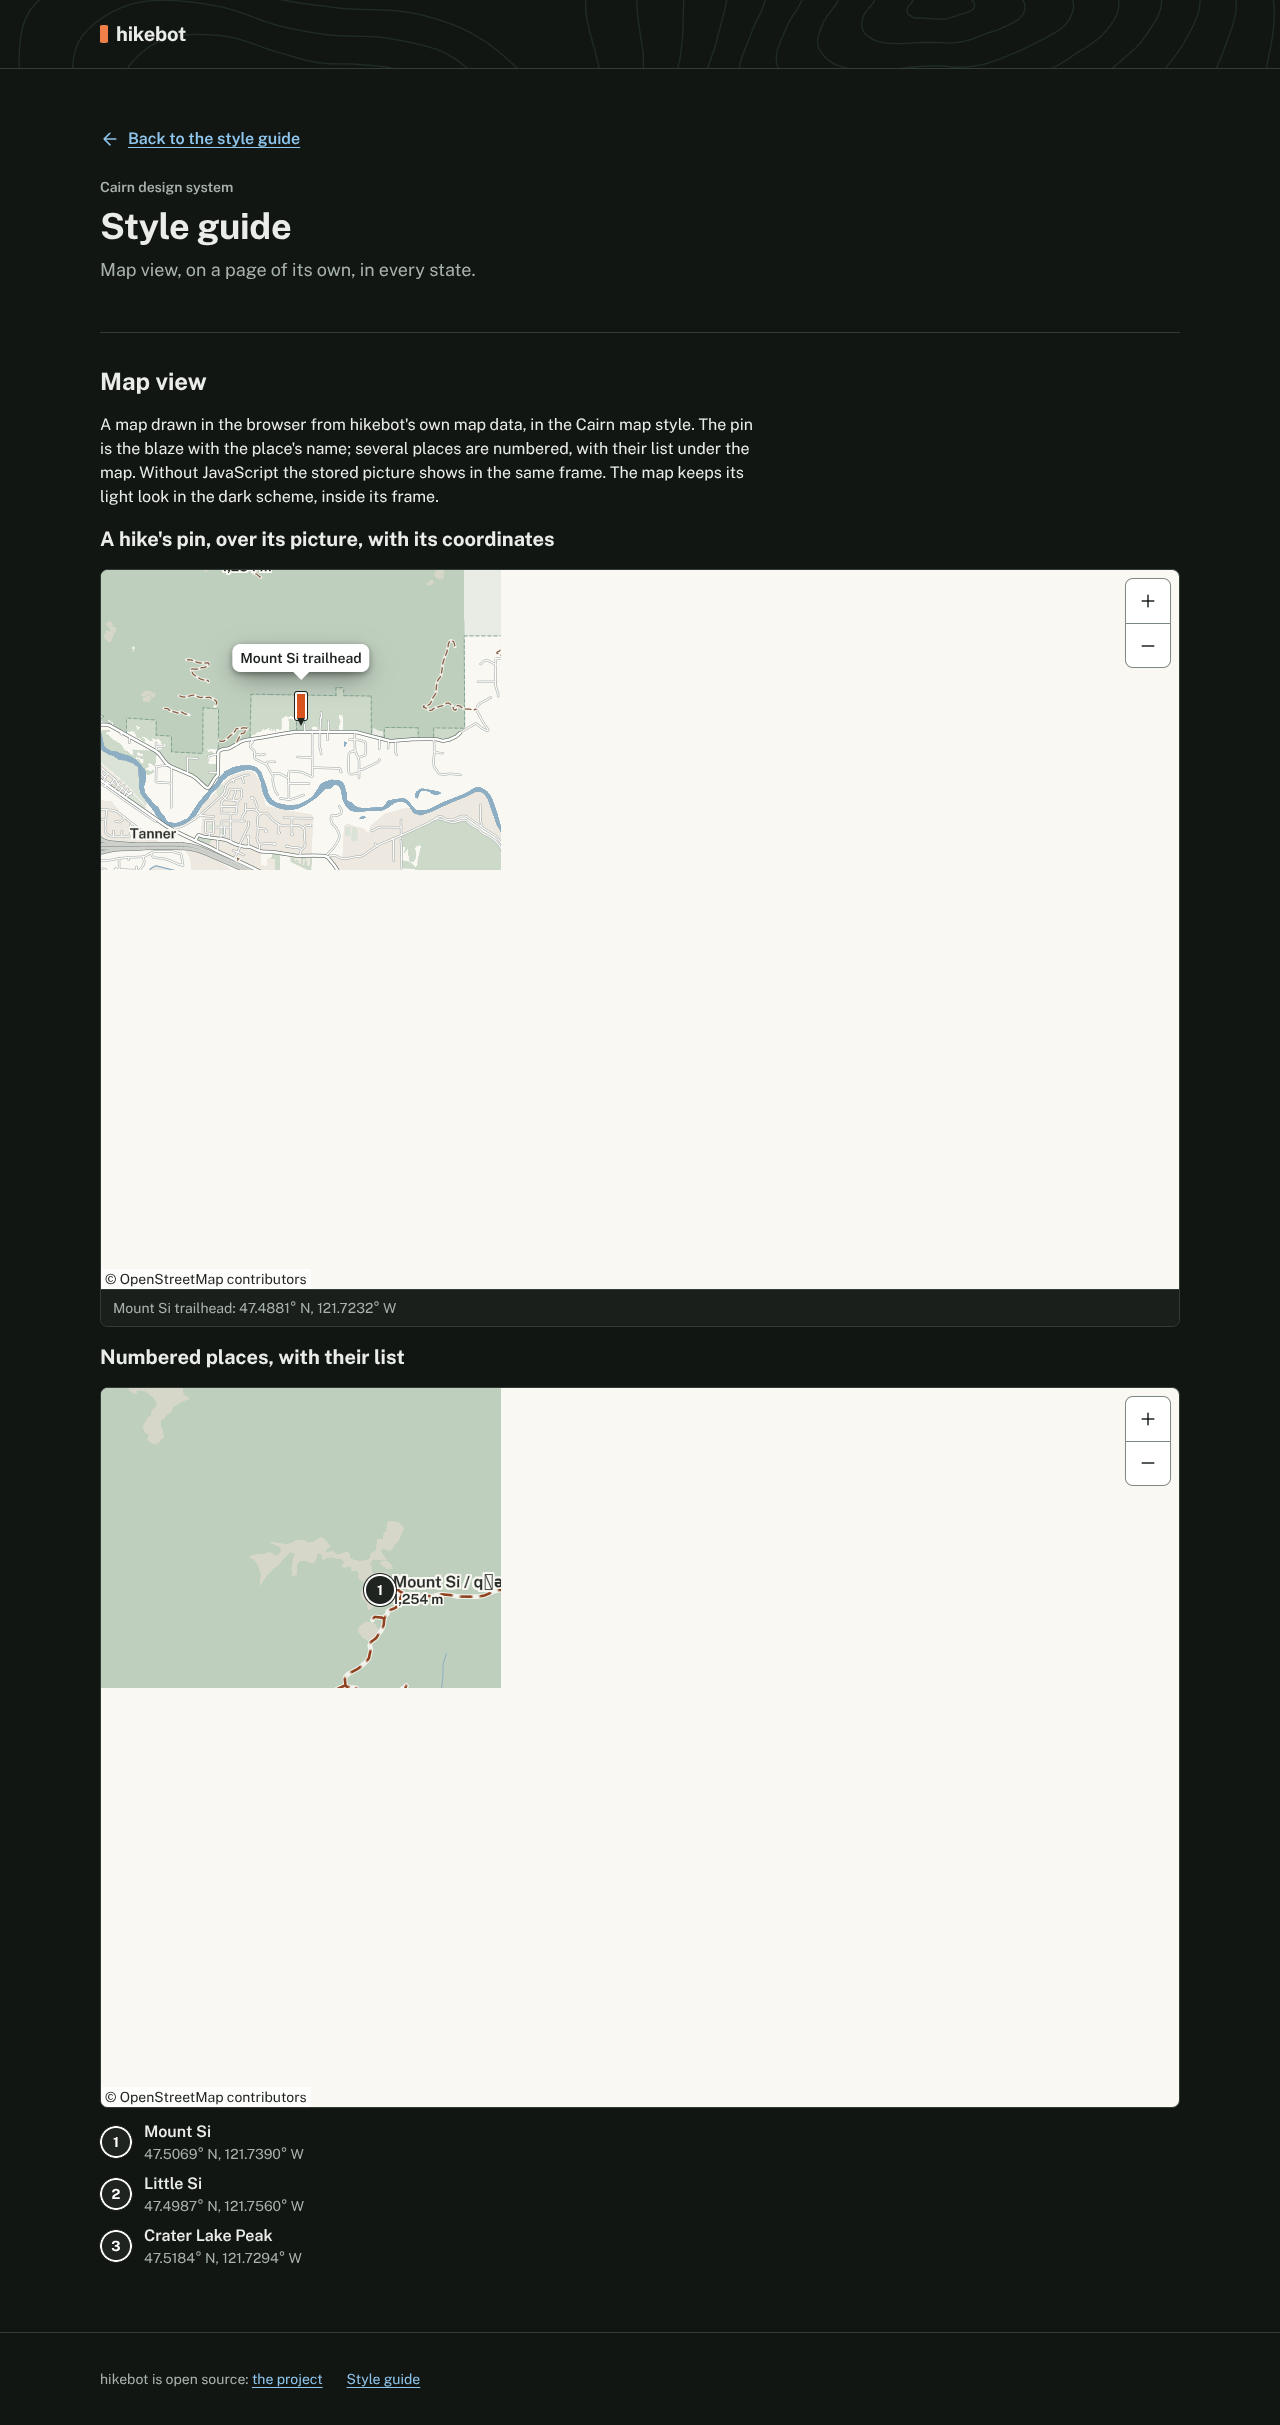 hikebot
Back to the style guide
Cairn design system
Style guide
Map view, on a page of its own, in every state.
Map view
A map drawn in the browser from hikebot's own map data, in the Cairn map style. The pin
is the blaze with the place's name; several places are numbered, with their list under the
map. Without JavaScript the stored picture shows in the same frame. The map keeps its
light look in the dark scheme, inside its frame.
A hike's pin, over its picture, with its coordinates
Mount Si trailhead
Tanner
© OpenStreetMap contributors
Mount Si trailhead: 47.4881° N, 121.7232° W
Numbered places, with their list
Mount Si /
1
1,254 m
© OpenStreetMap contributors
1
Mount Si
47.5069° N, 121.7390° W
2
Little Si
47.4987° N, 121.7560° W
3
Crater Lake Peak
47.5184° N, 121.7294° W
hikebot is open source: the project Style guide